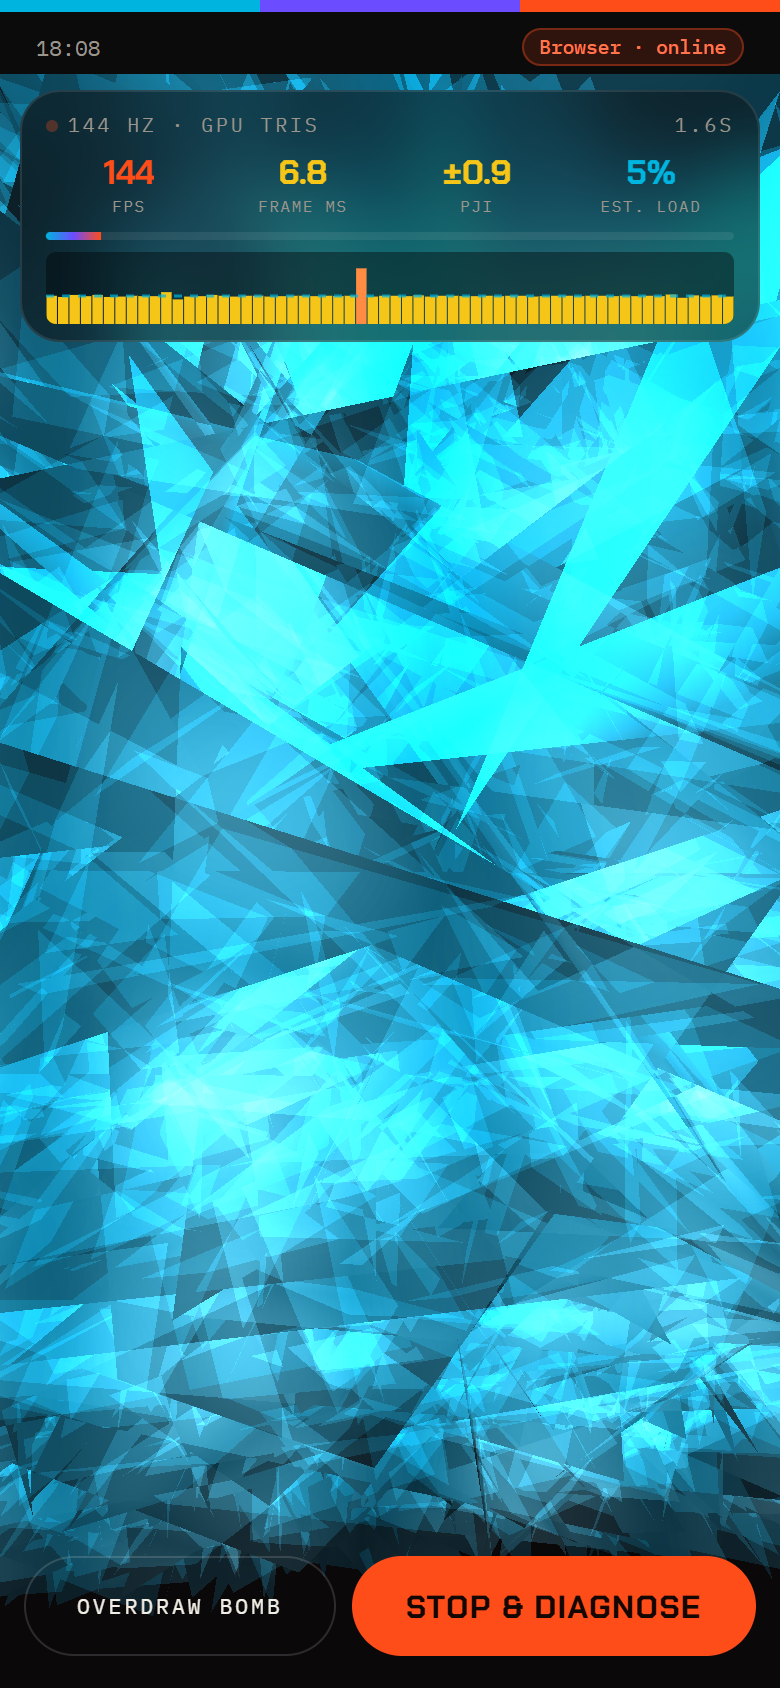 18:08
Browser · online
144 HZ · GPU TRIS
1.6S
144
6.8
±0.9
5%
FPS
FRAME MS
PJI
EST. LOAD
OVERDRAW BOMB
STOP & DIAGNOSE